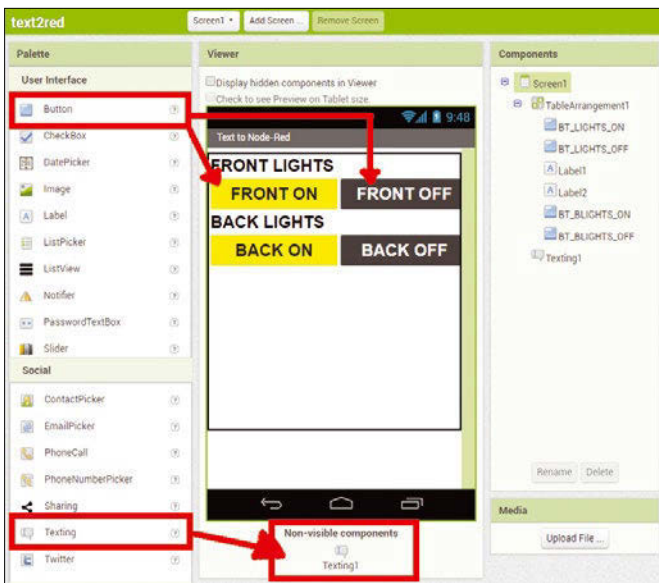 text2red
Screen1
Add Screen ...
Remove Screen
Palette
User Interface
Button
CheckBox
DatePicker
Image
Label
ListPicker
ListView
Notifier
PasswordTextBox
Slider
Social
ContactPicker
EmailPicker
PhoneCall
PhoneNumberPicker
Sharing
Texting
Twitter
Viewer
Display hidden components in Viewer
Check to see Preview on Tablet size.
9:48
Text to Node-Red
FRONT LIGHTS
FRONT ON FRONT OFF
BACK LIGHTS
BACK ON BACK OFF
Non-visible components
Texting1
Components
Screen1
TableArrangement1
BT_LIGHTS_ON
BT_LIGHTS_OFF
Label1
Label2
BT_BLIGHTS_ON
BT_BLIGHTS_OFF
Texting1
Rename Delete
Media
Upload File ...